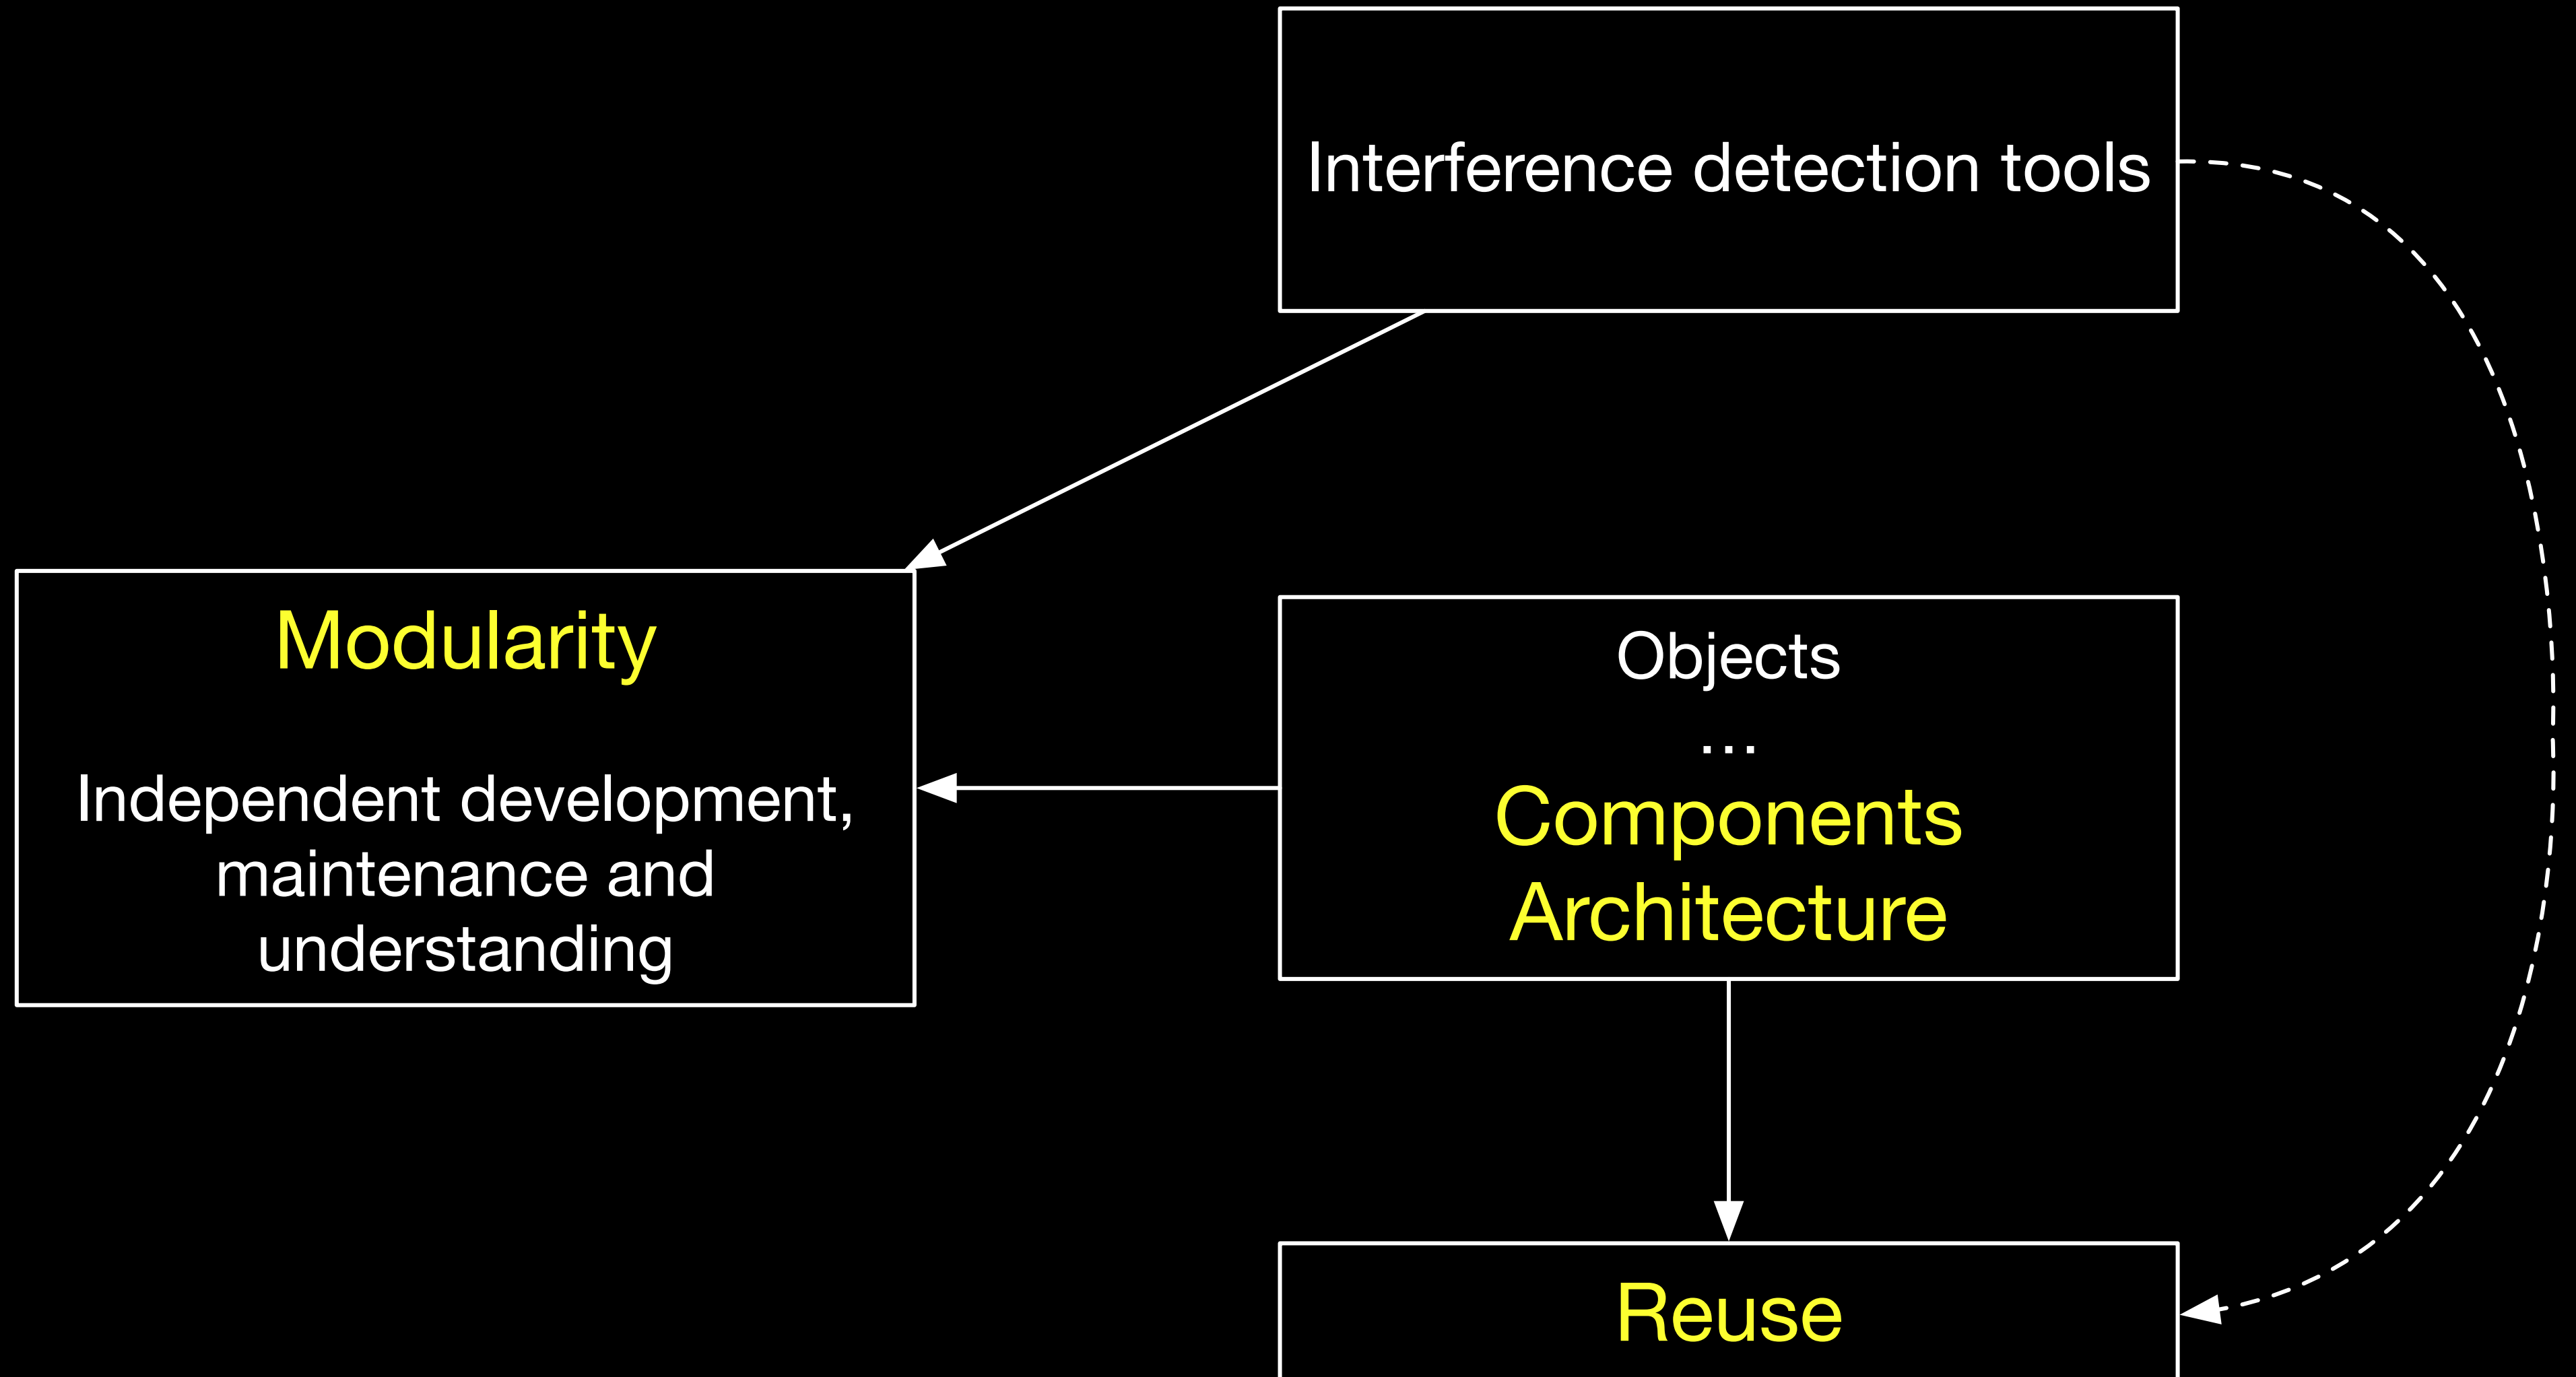 Interference detection tools
Modularity
Independent development,
maintenance and
understanding
Objects
...
Components
Architecture
Reuse